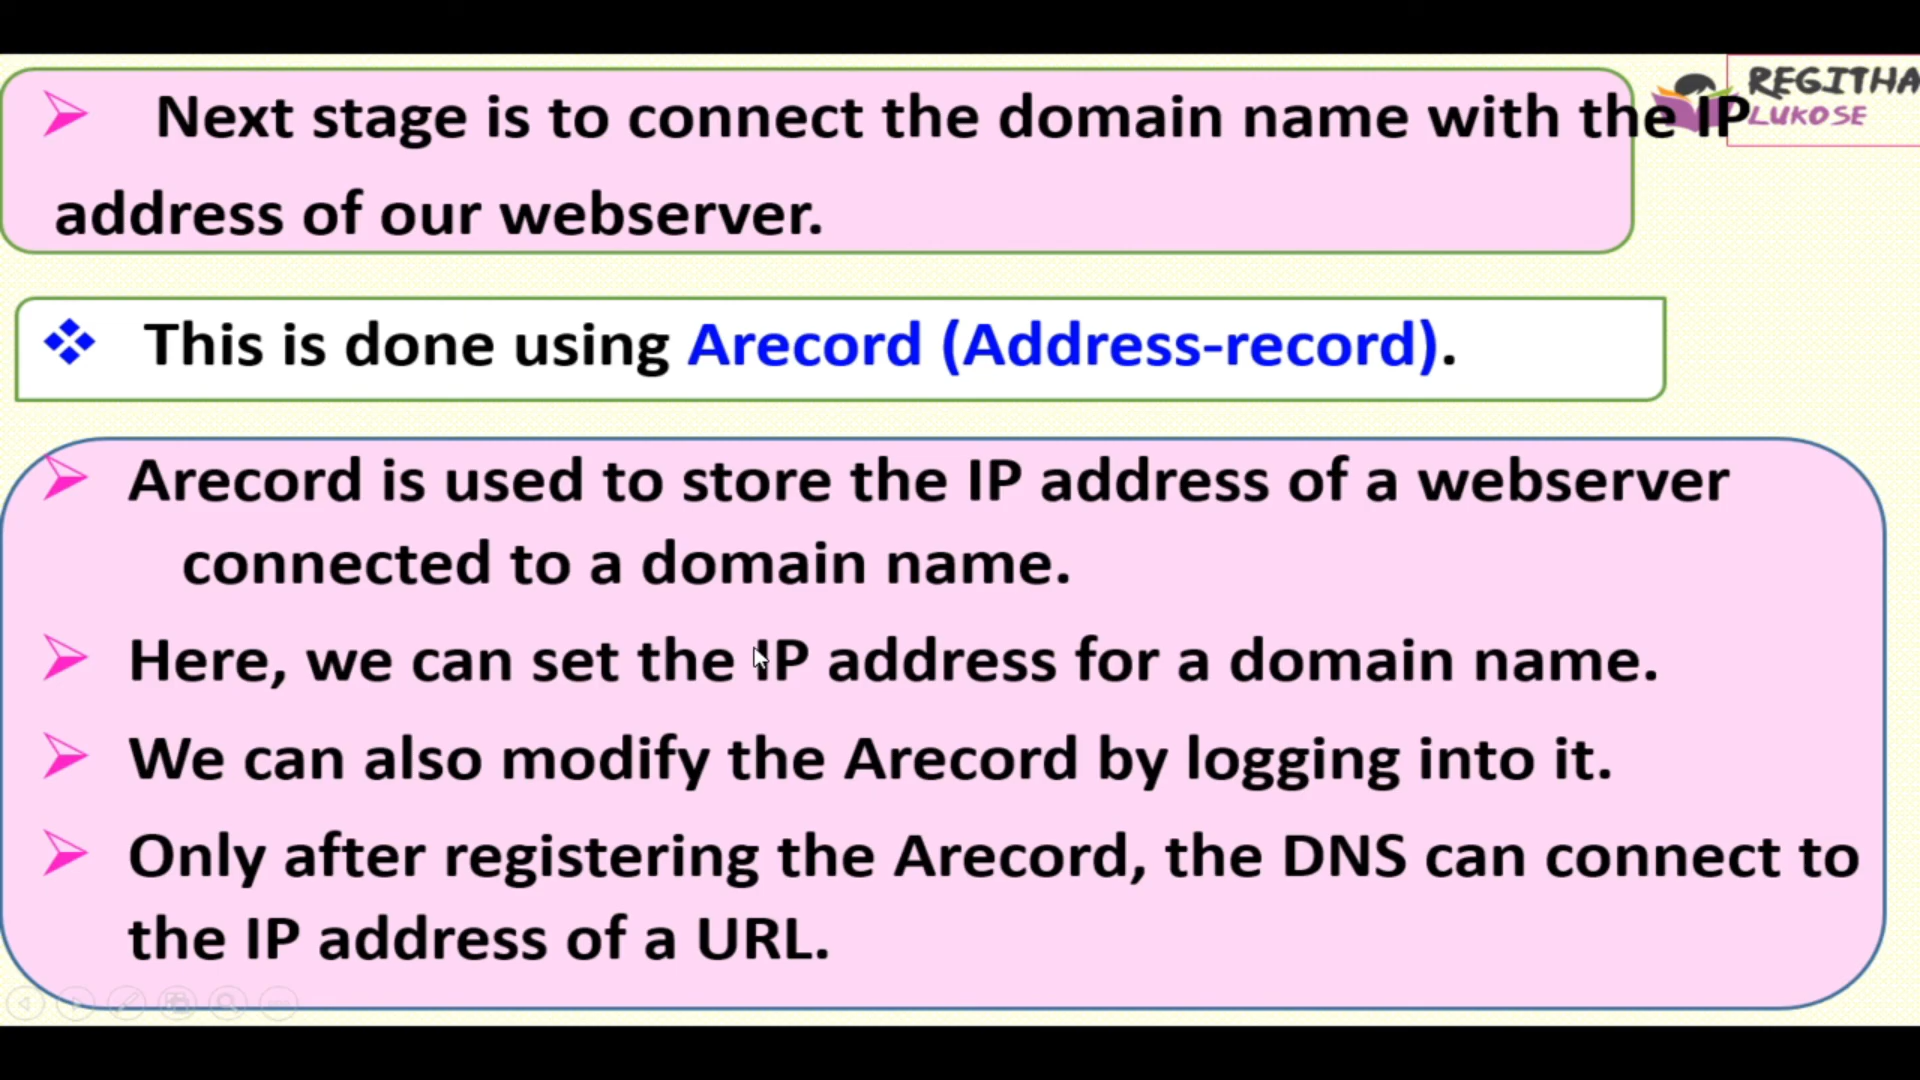 REGITHA
LUKOSE
Next stage is to connect the domain name with the IP
address of our webserver.
This is done using Arecord (Address-record).
Arecord is used to store the IP address of a webserver
connected to a domain name.
Here, we can set the IP address for a domain name.
We can also modify the Arecord by logging into it.
Only after registering the Arecord, the DNS can connect to
the IP address of a URL.